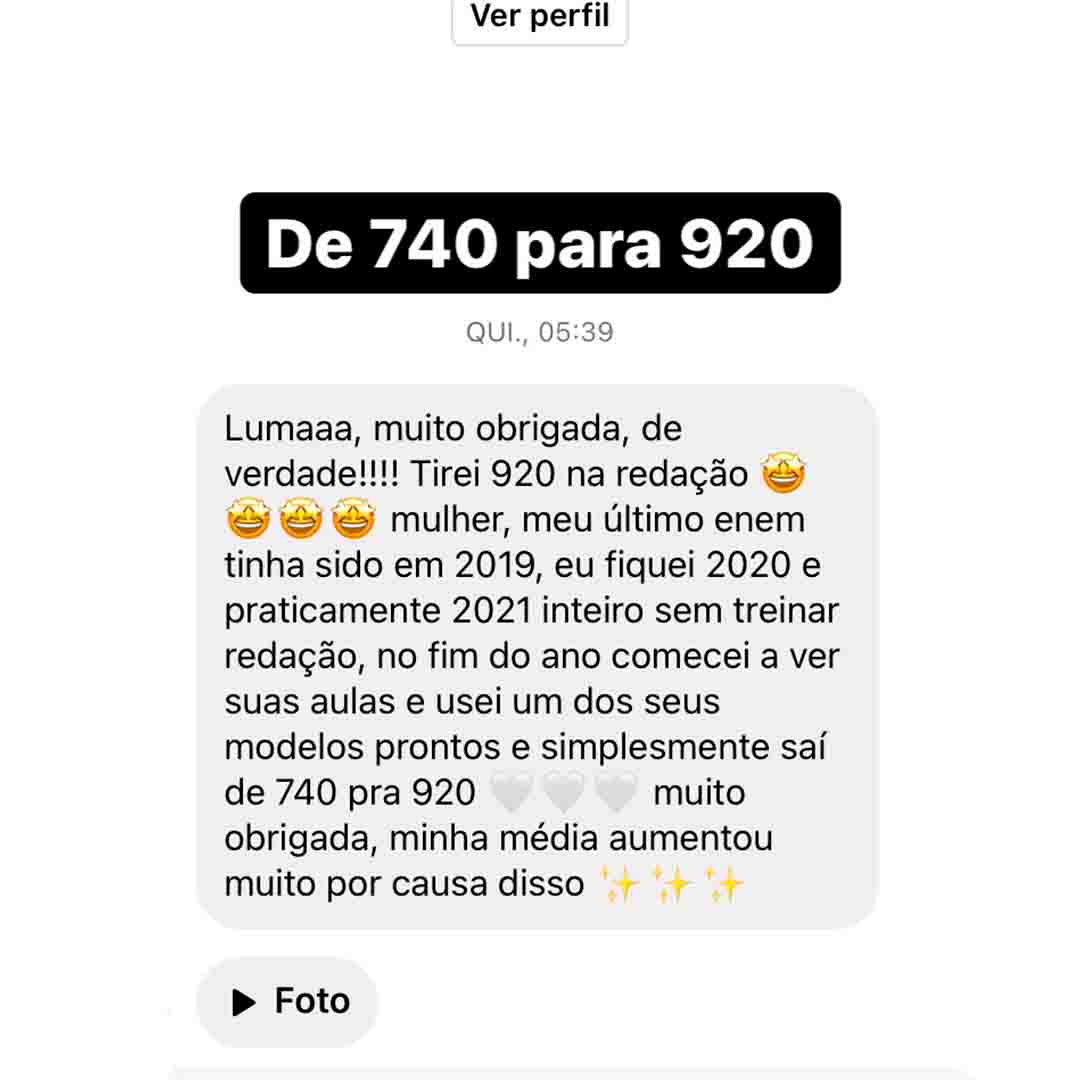 Ver perfil
De 740 para 920
QUI., 05:39
Lumaaa, muito obrigada, de
verdade!!!! Tirei 920 na redação 🤩
🤩🤩🤩 mulher, meu último enem
tinha sido em 2019, eu fiquei 2020 e
praticamente 2021 inteiro sem treinar
redação, no fim do ano comecei a ver
suas aulas e usei um dos seus
modelos prontos e simplesmente saí
de 740 pra 920 🤍🤍🤍 muito
obrigada, minha média aumentou
muito por causa disso ✨✨✨
▶ Foto